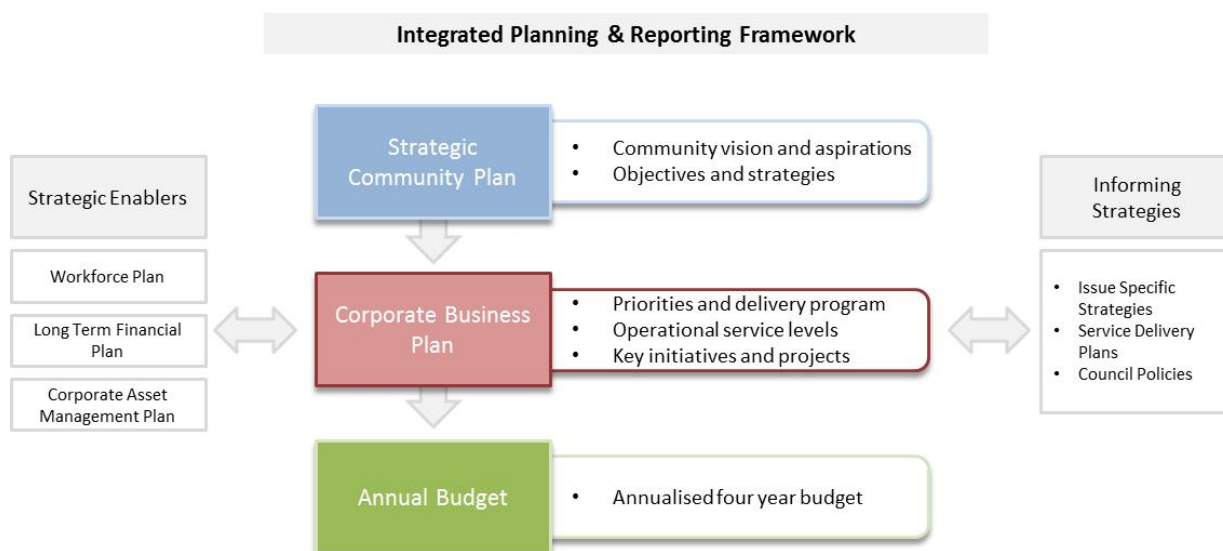 Integrated Planning & Reporting Framework
Strategic
Community Plan
• Community vision and aspirations
• Objectives and strategies
Strategic Enablers
Workforce Plan
Long Term Financial
Plan
Corporate Asset
Management Plan
Corporate Business
Plan
• Priorities and delivery program
• Operational service levels
• Key initiatives and projects
Informing
Strategies
• Issue Specific
Strategies
• Service Delivery
Plans
• Council Policies
Annual Budget
• Annualised four year budget